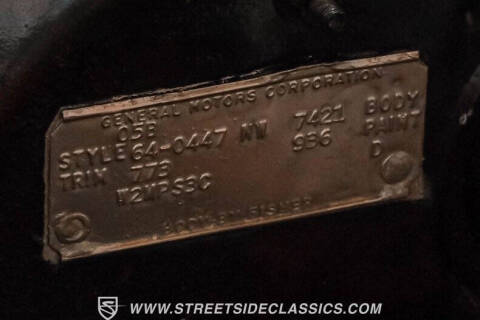 GENERAL MOTORS CORPORATION
05B
STYLE 64-0447 NW 7421 BODY
TRIM 773 936 PAINT
W2MPS3C D
BODY BY FISHER
WWW.STREETSIDECLASSICS.COM